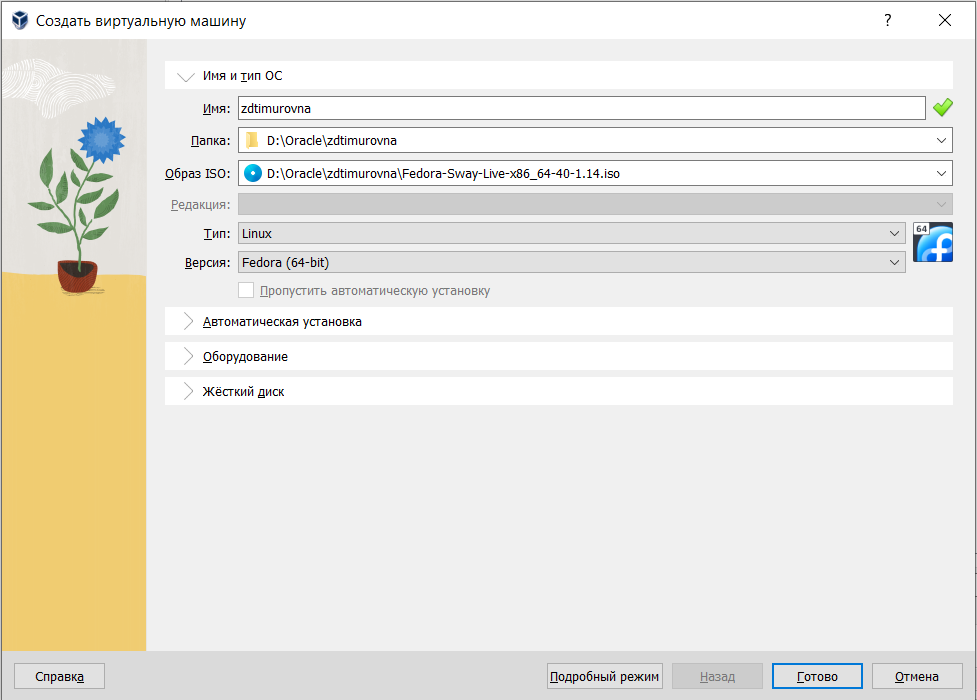 Создать виртуальную машину ?
Имя и тип ОС
Имя: zdtimurovna
Папка: D:\Oracle\zdtimurovna
Образ ISO: D:\Oracle\zdtimurovna\Fedora-Sway-Live-x86_64-40-1.14.iso
Редакция:
Тип: Linux
64
Версия: Fedora (64-bit)
Пропустить автоматическую установку
Автоматическая установка
Оборудование
Жёсткий диск
Справка Подробный режим Назад Готово Отмена